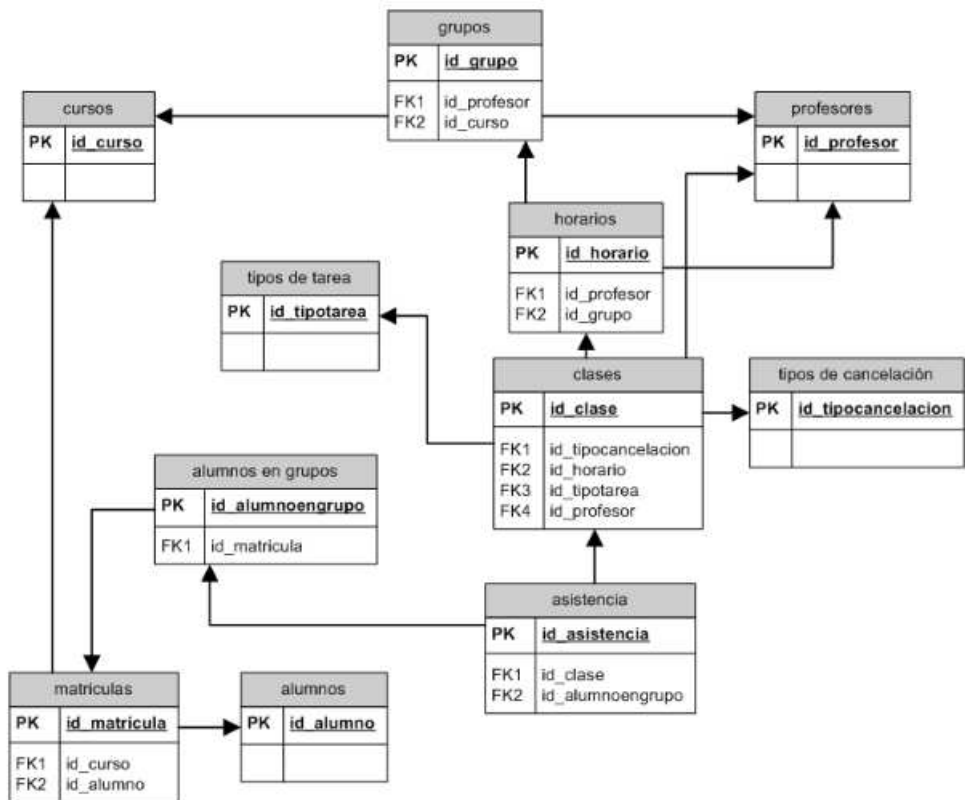 grupos
PK id_grupo
FK1 id_profesor
FK2 id_curso
cursos
PK id_curso
profesores
PK id_profesor
horarios
PK id_horario
FK1 id_profesor
FK2 id_grupo
tipos de tarea
PK id_tipotarea
clases
PK id_clase
FK1 id_tipocancelacion
FK2 id_horario
FK3 id_tipotarea
FK4 id_profesor
tipos de cancelación
PK id_tipocancelacion
alumnos en grupos
PK id_alumnoengrupo
FK1 id_matricula
asistencia
PK id_asistencia
FK1 id_clase
FK2 id_alumnoengrupo
matriculas
PK id_matricula
FK1 id_curso
FK2 id_alumno
alumnos
PK id_alumno